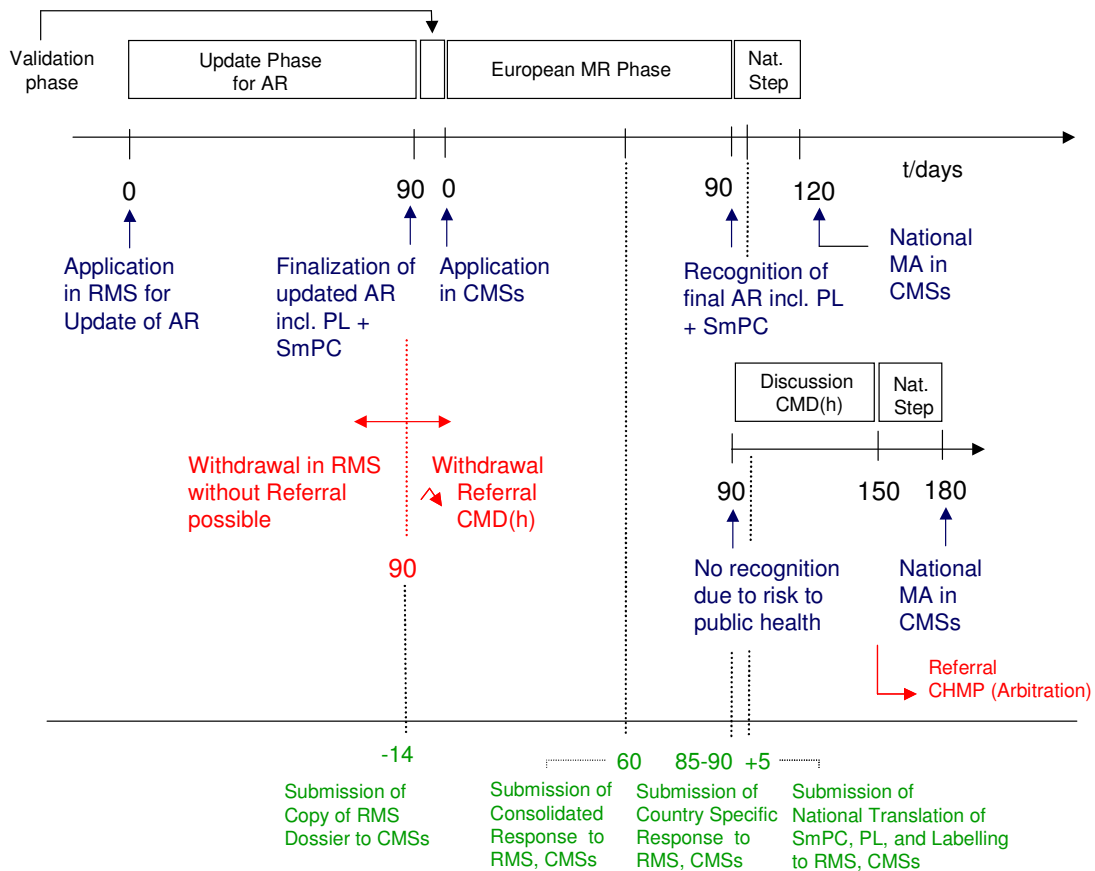 Validation
phase
Update Phase
for AR
European MR Phase
Nat.
Step
t/days
0
90
0
90
120
Application
in RMS for
Update of AR
Finalization of
updated AR
incl. PL +
SmPC
Application
in CMSs
Recognition of
final AR incl. PL
+ SmPC
National
MA in
CMSs
Discussion
CMD(h)
Nat.
Step
Withdrawal in RMS
without Referral
possible
Withdrawal
Referral
CMD(h)
90
90
150
180
No recognition
due to risk to
public health
National
MA in
CMSs
Referral
CHMP (Arbitration)
-14
60
85-90
+5
Submission of
Copy of RMS
Dossier to CMSs
Submission of
Consolidated
Response to
RMS, CMSs
Submission of
Country Specific
Response to
RMS, CMSs
Submission of
National Translation of
SmPC, PL, and Labelling
to RMS, CMSs